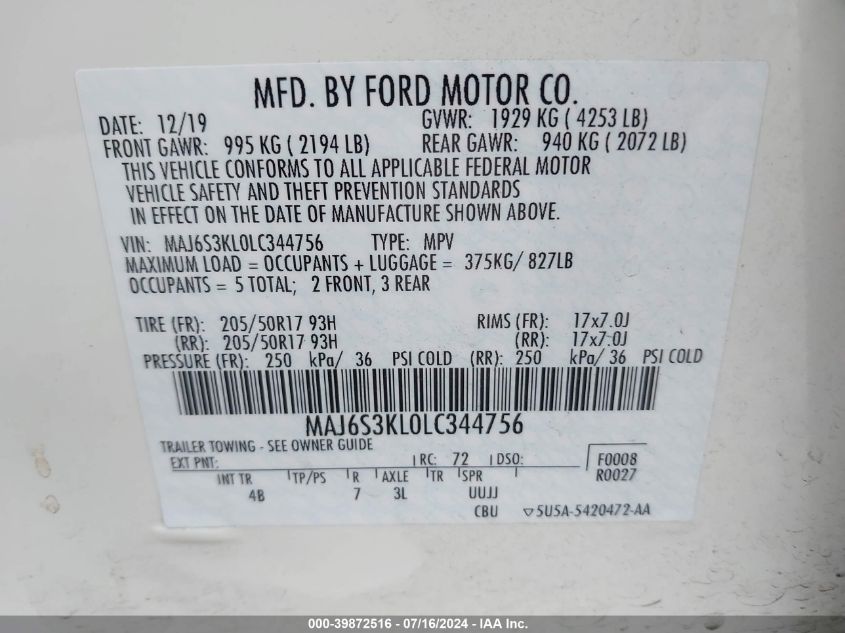 MFD. BY FORD MOTOR CO.
DATE: 12/19 GVWR: 1929 KG ( 4253 LB)
FRONT GAWR: 995 KG ( 2194 LB) REAR GAWR: 940 KG ( 2072 LB)
THIS VEHICLE CONFORMS TO ALL APPLICABLE FEDERAL MOTOR
VEHICLE SAFETY AND THEFT PREVENTION STANDARDS
IN EFFECT ON THE DATE OF MANUFACTURE SHOWN ABOVE.
VIN: MAJ6S3KL0LC344756 TYPE: MPV
MAXIMUM LOAD = OCCUPANTS + LUGGAGE = 375KG/ 827LB
OCCUPANTS = 5 TOTAL; 2 FRONT, 3 REAR
TIRE (FR): 205/50R17 93H RIMS (FR): 17x7.0J
(RR): 205/50R17 93H (RR): 17x7.0J
PRESSURE (FR): 250 kPa/ 36 PSI COLD (RR): 250 kPa/ 36 PSI COLD
MAJ6S3KL0LC344756
TRAILER TOWING - SEE OWNER GUIDE
EXT PNT: RC: 72 DSO: F0008
R0027
INT TR TP/PS R AXLE TR SPR
4B 7 3L UUJJ
CBU ▽5U5A-5420472-AA
000-39872516 - 07/16/2024 - IAA Inc.